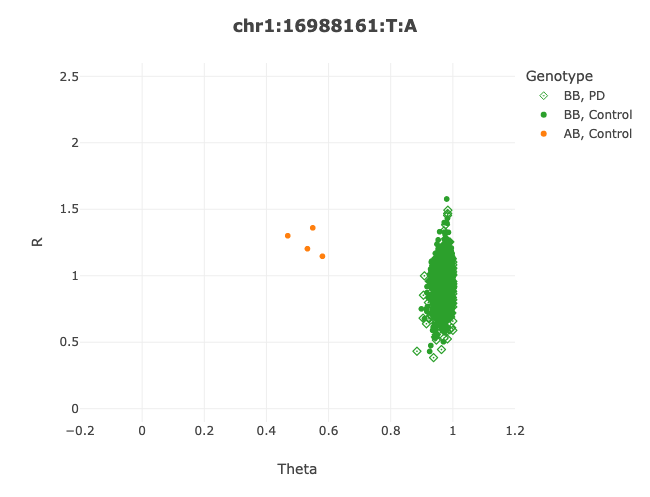 chr1:16988161:T:A
Genotype
BB, PD
BB, Control
AB, Control
2.5
2
1.5
1
0.5
0
R
−0.2 0 0.2 0.4 0.6 0.8 1 1.2
Theta